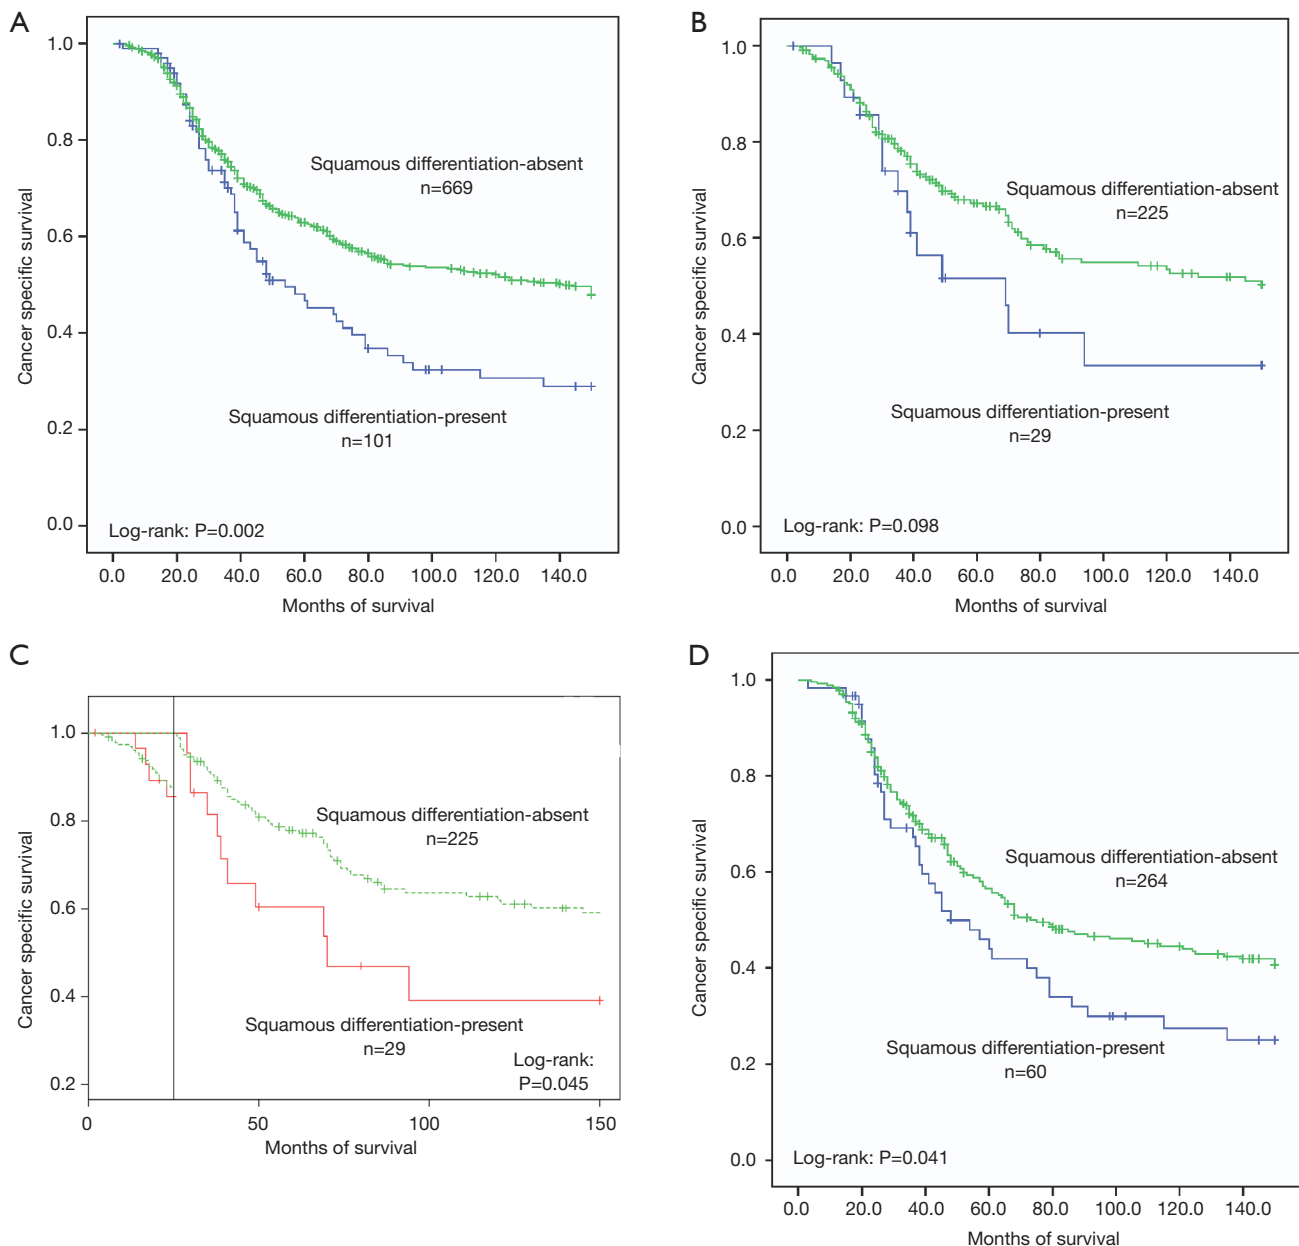 A
Cancer specific survival
1.0
0.8
0.6
0.4
0.2
0.0
Squamous differentiation-absent
n=669
Squamous differentiation-present
n=101
Log-rank: P=0.002
0.0 20.0 40.0 60.0 80.0 100.0 120.0 140.0
Months of survival
B
Cancer specific survival
1.0
0.8
0.6
0.4
0.2
0.0
Squamous differentiation-absent
n=225
Squamous differentiation-present
n=29
Log-rank: P=0.098
0.0 20.0 40.0 60.0 80.0 100.0 120.0 140.0
Months of survival
C
Cancer specific survival
1.0
0.8
0.6
0.4
0.2
Squamous differentiation-absent
n=225
Squamous differentiation-present
n=29
Log-rank:
P=0.045
0 50 100 150
Months of survival
D
Cancer specific survival
1.0
0.8
0.6
0.4
0.2
0.0
Squamous differentiation-absent
n=264
Squamous differentiation-present
n=60
Log-rank: P=0.041
0.0 20.0 40.0 60.0 80.0 100.0 120.0 140.0
Months of survival